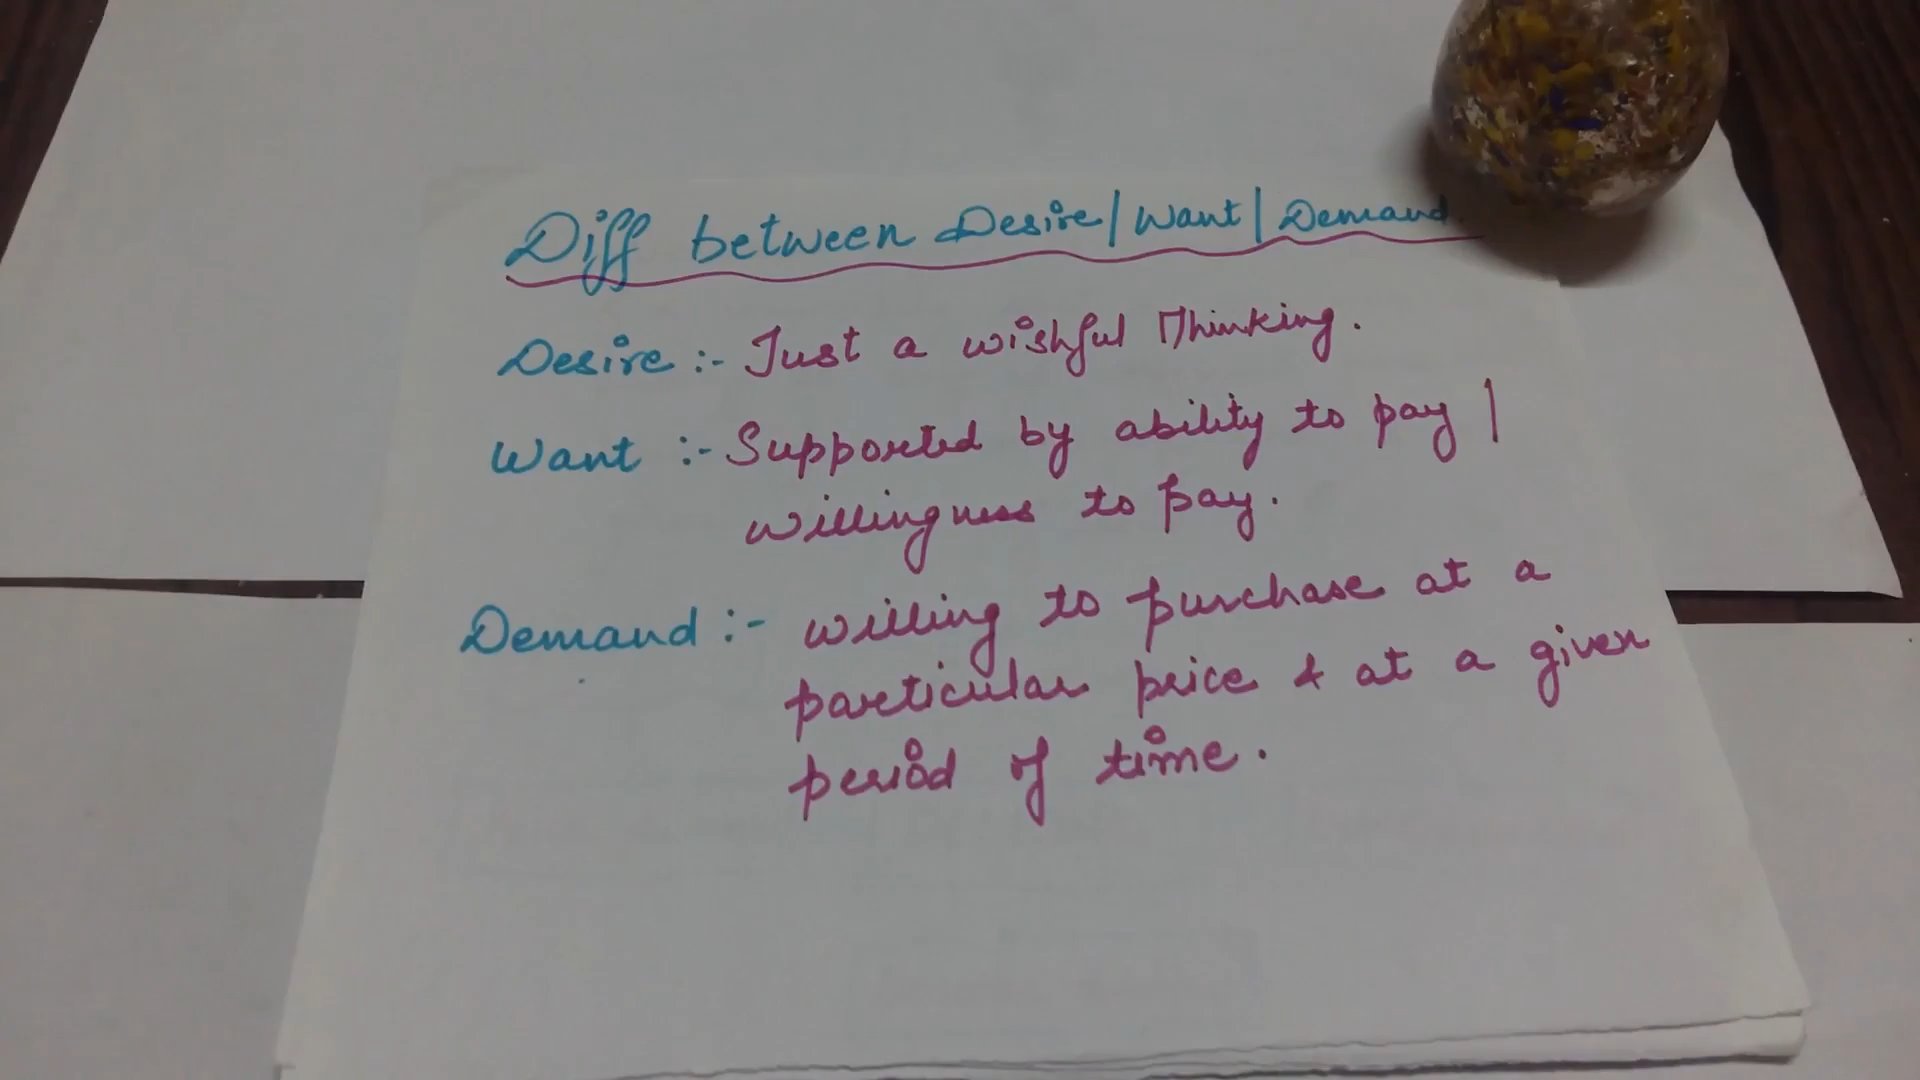 Diff between Desire/Want/Demand.
Desire :- Just a wishful Thinking.
Want :- Supported by ability to pay /
willingness to pay.
Demand :- willing to purchase at a
particular price & at a given
period of time.